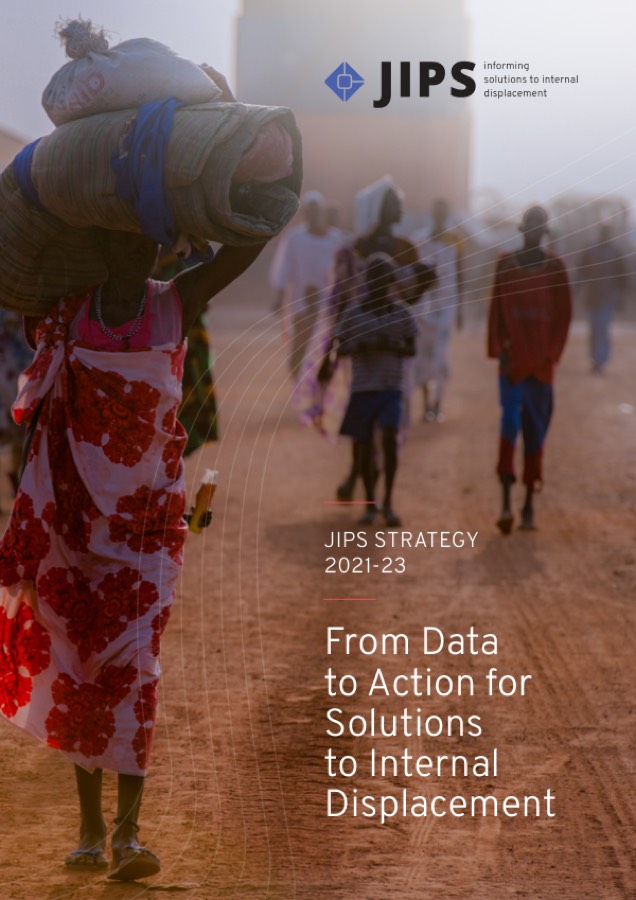 JIPS
informing
solutions to internal
displacement
JIPS STRATEGY
2021-23
From Data
to Action for
Solutions
to Internal
Displacement